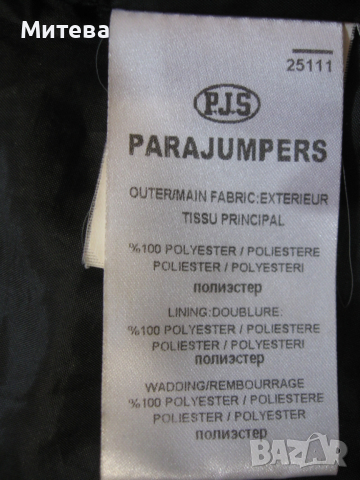 Митева
25111
P.J.S
PARAJUMPERS
OUTER/MAIN FABRIC:EXTERIEUR
TISSU PRINCIPAL
%100 POLYESTER / POLIESTERE
POLIESTER / POLYESTERI
полиэстер
LINING:DOUBLURE:
%100 POLYESTER / POLIESTERE
POLIESTER / POLYESTERI
полиэстер
WADDING/REMBOURRAGE
%100 POLYESTER / POLIESTERE
POLIESTER / POLYESTER
полиэстер
BAZAR